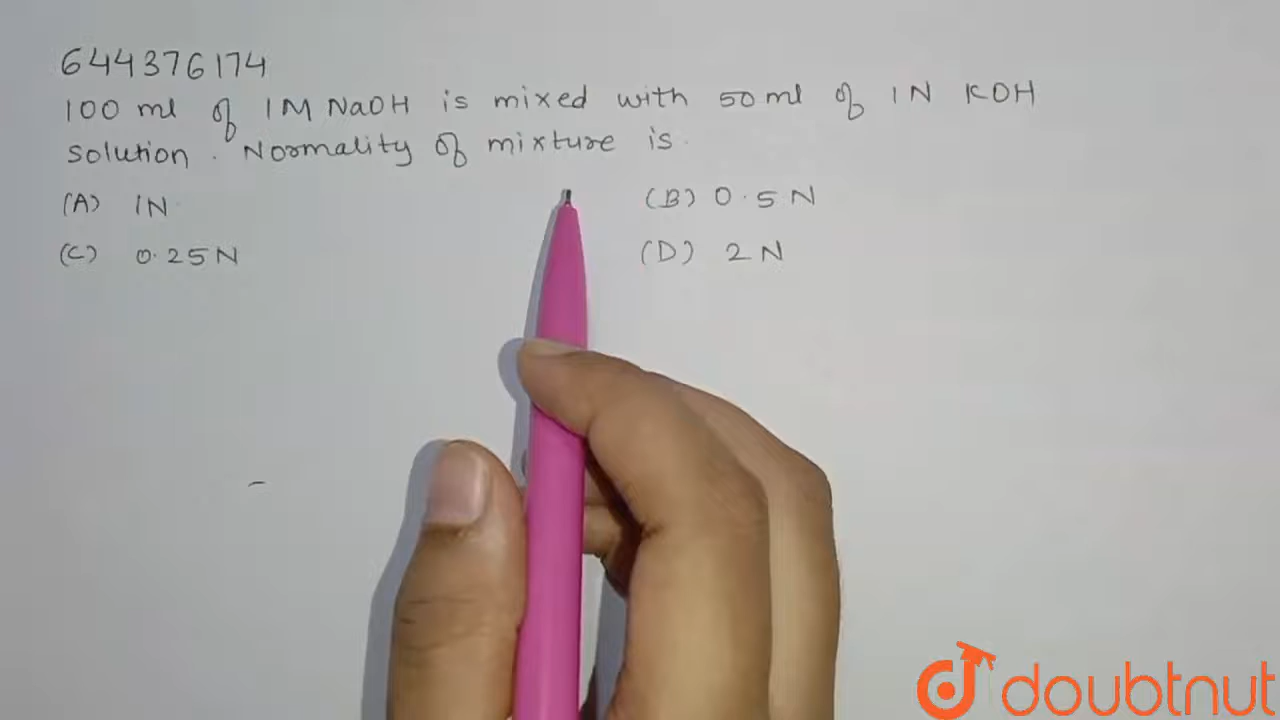 644376174
100 ml of 1M NaOH is mixed with 50 ml of 1N KOH
solution. Normality of mixture is.
(A) 1N (B) 0.5 N
(C) 0.25N (D) 2 N
doubtnut